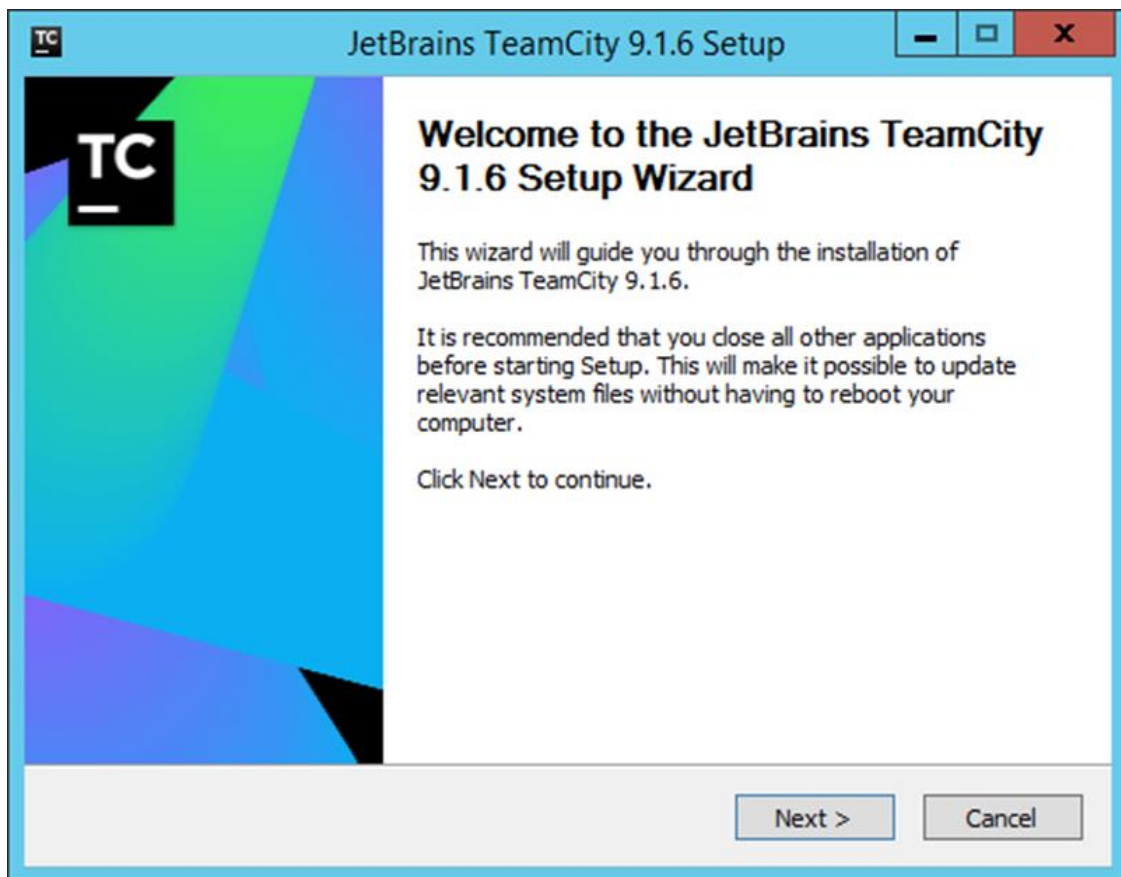 TC
JetBrains TeamCity 9.1.6 Setup
x
TC
Welcome to the JetBrains TeamCity
9.1.6 Setup Wizard
This wizard will guide you through the installation of
JetBrains TeamCity 9.1.6.
It is recommended that you close all other applications
before starting Setup. This will make it possible to update
relevant system files without having to reboot your
computer.
Click Next to continue.
Next >
Cancel